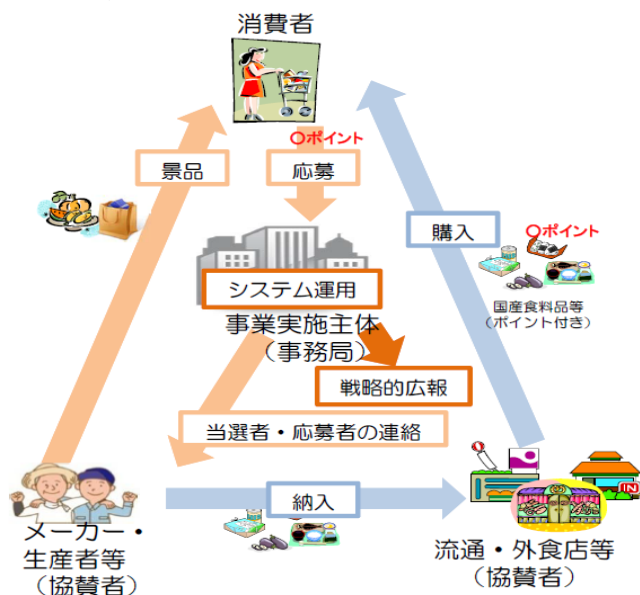 消費者
〇ポイント
景品
応募
購入
〇ポイント
システム運用
国産食料品等
（ポイント付き）
事業実施主体
（事務局）
戦略的広報
当選者・応募者の連絡
納入
IN
メーカー・
生産者等
（協賛者）
流通・外食店等
（協賛者）